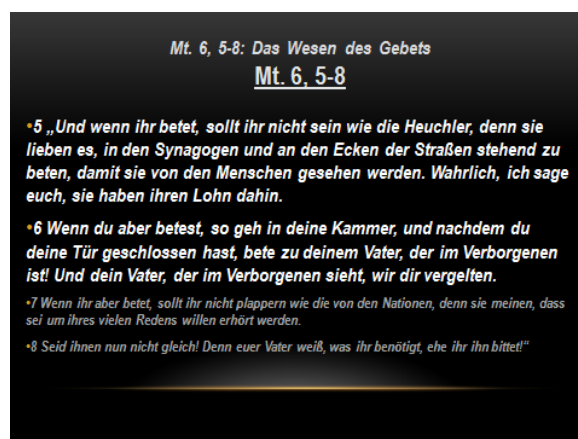 Mt. 6, 5-8: Das Wesen des Gebets
Mt. 6, 5-8
•5 „Und wenn ihr betet, sollt ihr nicht sein wie die Heuchler, denn sie
lieben es, in den Synagogen und an den Ecken der Straßen stehend zu
beten, damit sie von den Menschen gesehen werden. Wahrlich, ich sage
euch, sie haben ihren Lohn dahin.
•6 Wenn du aber betest, so geh in deine Kammer, und nachdem du
deine Tür geschlossen hast, bete zu deinem Vater, der im Verborgenen
ist! Und dein Vater, der im Verborgenen sieht, wir dir vergelten.
•7 Wenn ihr aber betet, sollt ihr nicht plappern wie die von den Nationen, denn sie meinen, dass
sei um ihres vielen Redens willen erhört werden.
•8 Seid ihnen nun nicht gleich! Denn euer Vater weiß, was ihr benötigt, ehe ihr ihn bittet!“